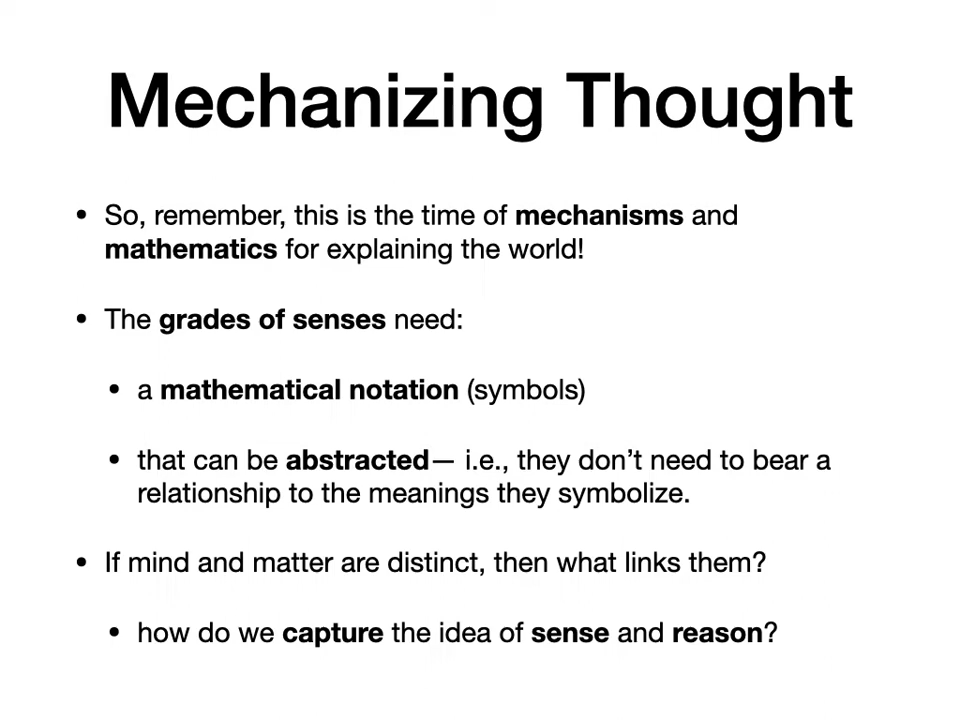 Mechanizing Thought
• So, remember, this is the time of mechanisms and
mathematics for explaining the world!
• The grades of senses need:
• a mathematical notation (symbols)
• that can be abstracted— i.e., they don’t need to bear a
relationship to the meanings they symbolize.
• If mind and matter are distinct, then what links them?
• how do we capture the idea of sense and reason?